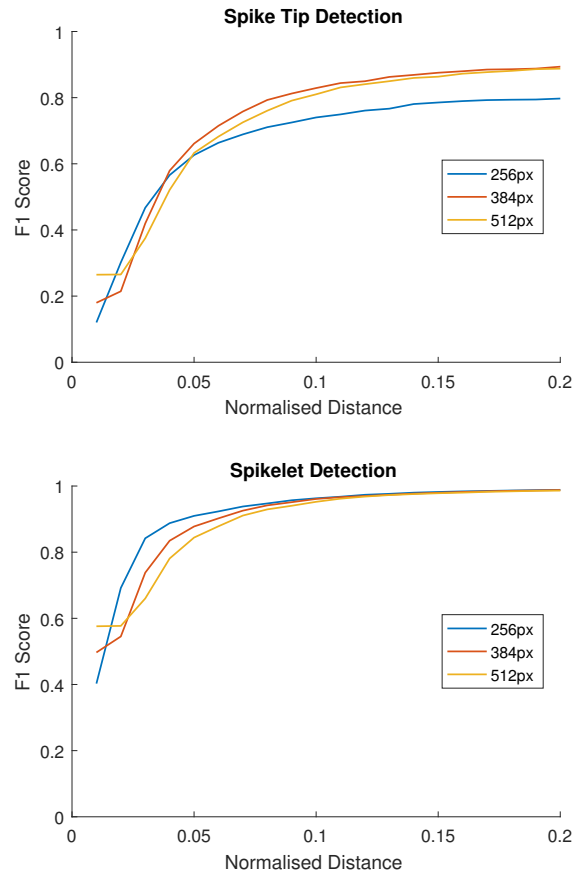 Spike Tip Detection
1
0.8
0.6
0.4
0.2
0
F1 Score
256px
384px
512px
0 0.05 0.1 0.15 0.2
Normalised Distance
Spikelet Detection
1
0.8
0.6
0.4
0.2
0
F1 Score
256px
384px
512px
0 0.05 0.1 0.15 0.2
Normalised Distance